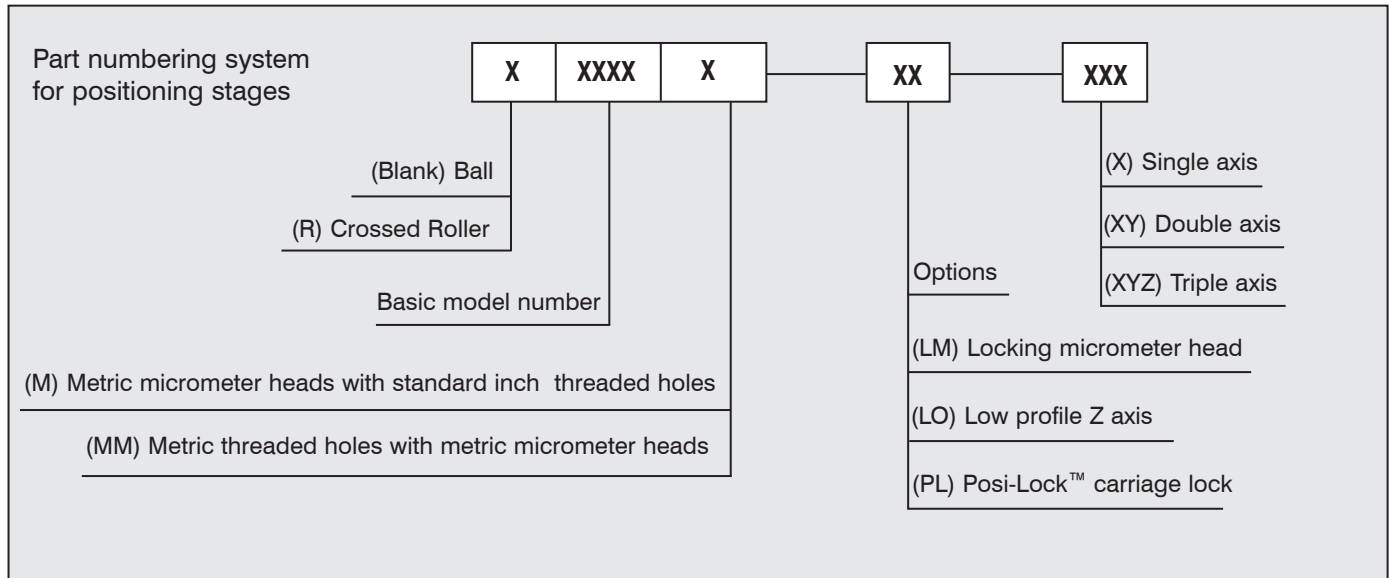 Part numbering system
for positioning stages
X XXXX X XX XXX
(Blank) Ball
(R) Crossed Roller
Basic model number
(M) Metric micrometer heads with standard inch threaded holes
(MM) Metric threaded holes with metric micrometer heads
Options
(LM) Locking micrometer head
(LO) Low profile Z axis
(PL) Posi-Lock™ carriage lock
(X) Single axis
(XY) Double axis
(XYZ) Triple axis